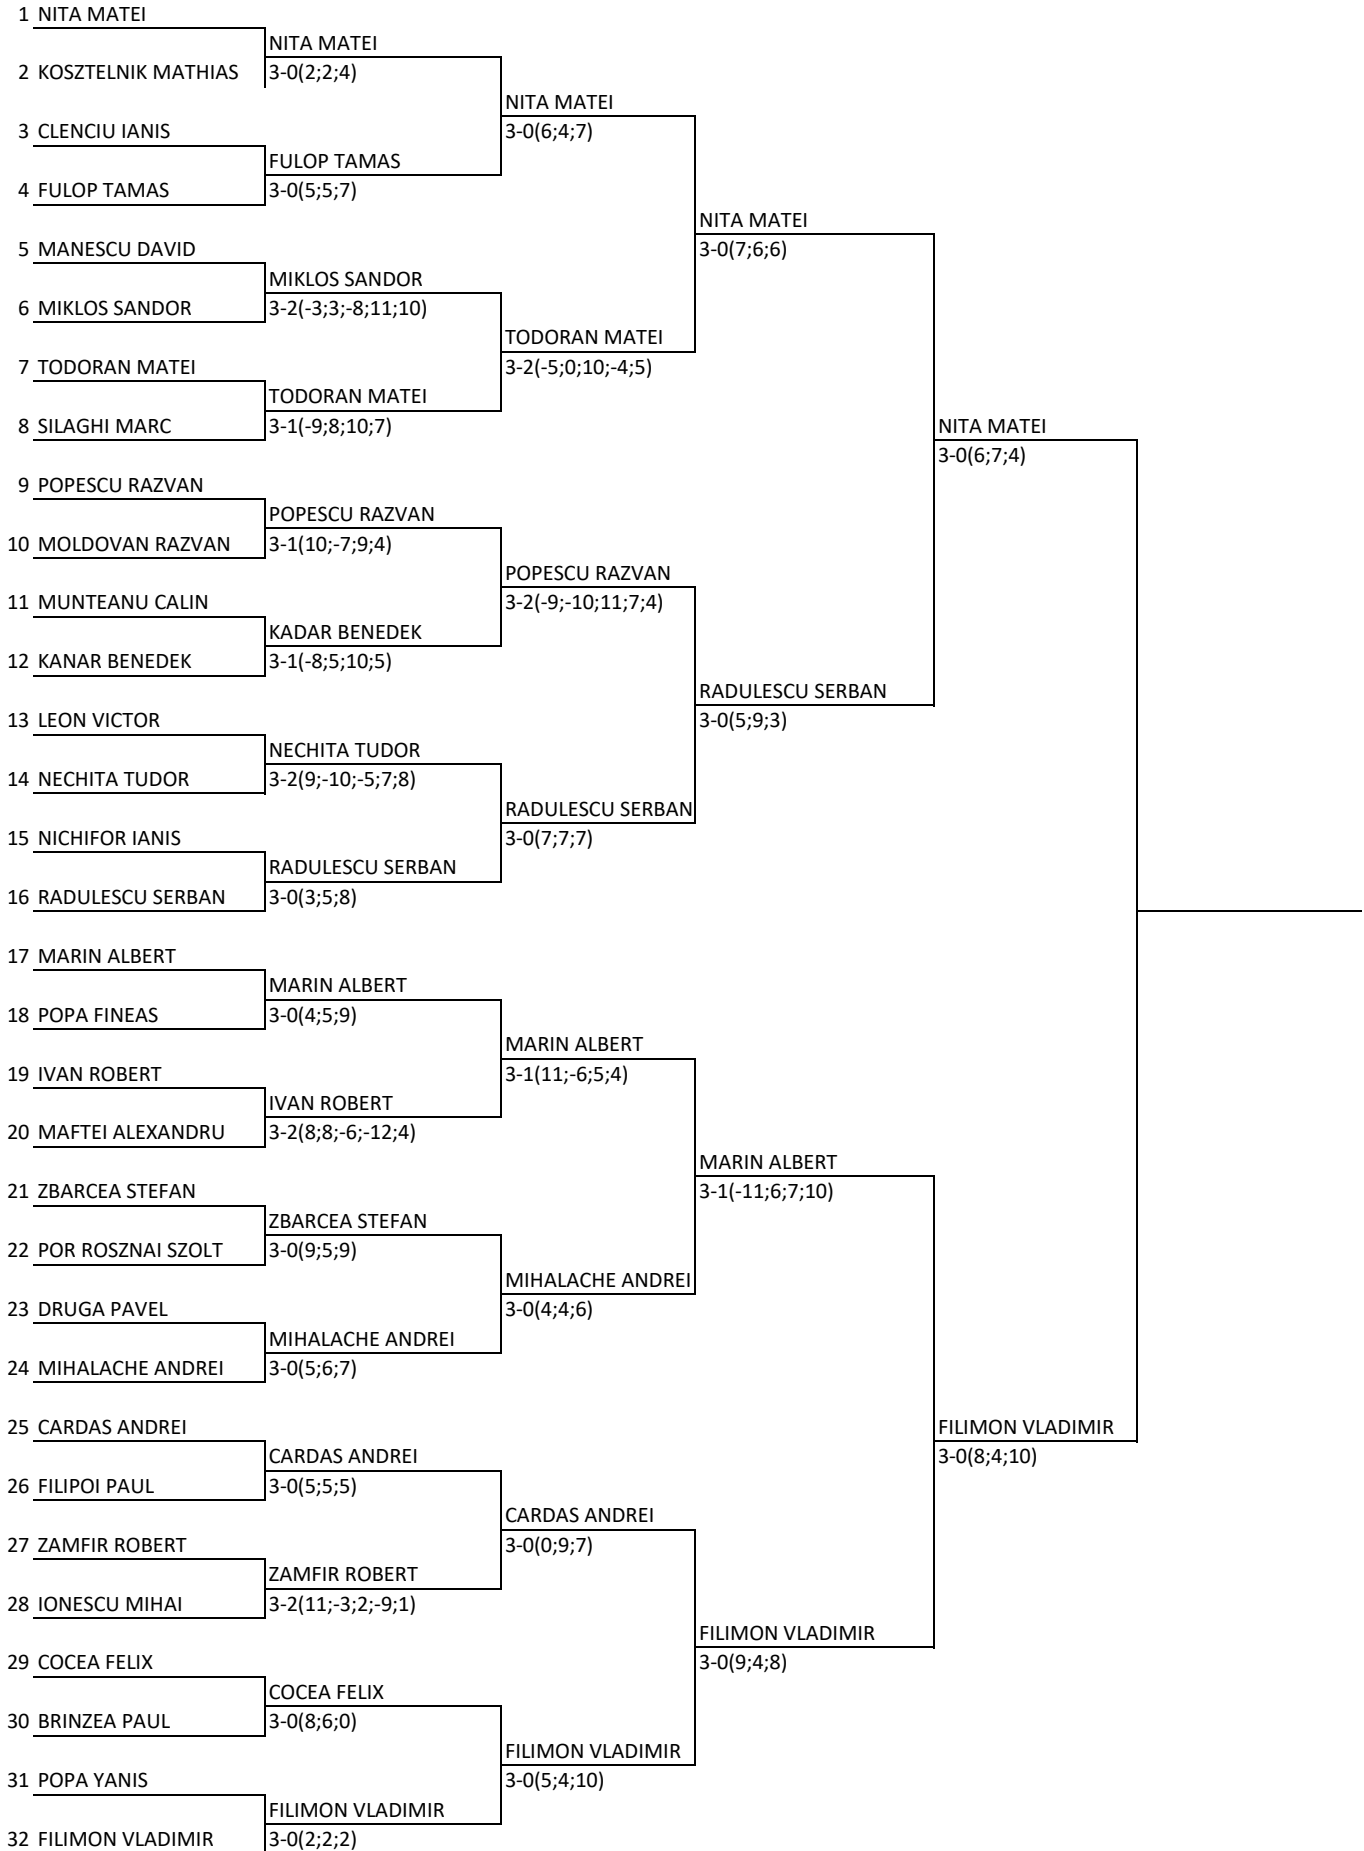 1 NITA MATEI
NITA MATEI
2 KOSZTELNIK MATHIAS 3-0(2;2;4)
NITA MATEI
3 CLENCIU IANIS 3-0(6;4;7)
FULOP TAMAS
4 FULOP TAMAS 3-0(5;5;7)
NITA MATEI
5 MANESCU DAVID 3-0(7;6;6)
MIKLOS SANDOR
6 MIKLOS SANDOR 3-2(-3;3;-8;11;10)
TODORAN MATEI
7 TODORAN MATEI 3-2(-5;0;10;-4;5)
TODORAN MATEI
8 SILAGHI MARC 3-1(-9;8;10;7) NITA MATEI
3-0(6;7;4)
9 POPESCU RAZVAN
POPESCU RAZVAN
10 MOLDOVAN RAZVAN 3-1(10;-7;9;4)
POPESCU RAZVAN
11 MUNTEANU CALIN 3-2(-9;-10;11;7;4)
KADAR BENEDEK
12 KANAR BENEDEK 3-1(-8;5;10;5)
RADULESCU SERBAN
13 LEON VICTOR 3-0(5;9;3)
NECHITA TUDOR
14 NECHITA TUDOR 3-2(9;-10;-5;7;8)
RADULESCU SERBAN
15 NICHIFOR IANIS 3-0(7;7;7)
RADULESCU SERBAN
16 RADULESCU SERBAN 3-0(3;5;8)
17 MARIN ALBERT
MARIN ALBERT
18 POPA FINEAS 3-0(4;5;9)
MARIN ALBERT
19 IVAN ROBERT 3-1(11;-6;5;4)
IVAN ROBERT
20 MAFTEI ALEXANDRU 3-2(8;8;-6;-12;4)
MARIN ALBERT
21 ZBARCEA STEFAN 3-1(-11;6;7;10)
ZBARCEA STEFAN
22 POR ROSZNAI SZOLT 3-0(9;5;9)
MIHALACHE ANDREI
23 DRUGA PAVEL 3-0(4;4;6)
MIHALACHE ANDREI
24 MIHALACHE ANDREI 3-0(5;6;7)
25 CARDAS ANDREI FILIMON VLADIMIR
CARDAS ANDREI 3-0(8;4;10)
26 FILIPOI PAUL 3-0(5;5;5)
CARDAS ANDREI
27 ZAMFIR ROBERT 3-0(0;9;7)
ZAMFIR ROBERT
28 IONESCU MIHAI 3-2(11;-3;2;-9;1)
FILIMON VLADIMIR
29 COCEA FELIX 3-0(9;4;8)
COCEA FELIX
30 BRINZEA PAUL 3-0(8;6;0)
FILIMON VLADIMIR
31 POPA YANIS 3-0(5;4;10)
FILIMON VLADIMIR
32 FILIMON VLADIMIR 3-0(2;2;2)